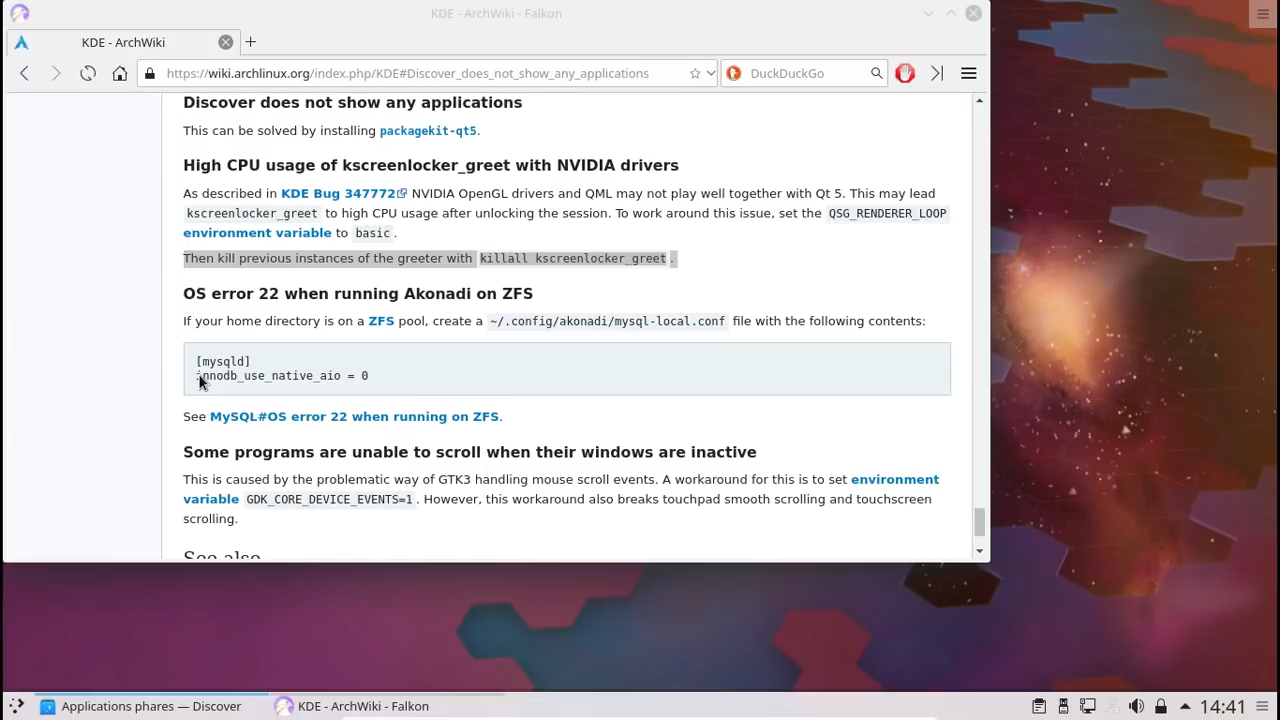 KDE - ArchWiki - Falkon
KDE - ArchWiki
https://wiki.archlinux.org/index.php/KDE#Discover_does_not_show_any_applications
DuckDuckGo
Discover does not show any applications
This can be solved by installing packagekit-qt5.
High CPU usage of kscreenlocker_greet with NVIDIA drivers
As described in KDE Bug 347772 NVIDIA OpenGL drivers and QML may not play well together with Qt 5. This may lead
kscreenlocker_greet to high CPU usage after unlocking the session. To work around this issue, set the QSG_RENDERER_LOOP
environment variable to basic.
Then kill previous instances of the greeter with killall kscreenlocker_greet.
OS error 22 when running Akonadi on ZFS
If your home directory is on a ZFS pool, create a ~/.config/akonadi/mysql-local.conf file with the following contents:
[mysqld]
innodb_use_native_aio = 0
See MySQL#OS error 22 when running on ZFS.
Some programs are unable to scroll when their windows are inactive
This is caused by the problematic way of GTK3 handling mouse scroll events. A workaround for this is to set environment
variable GDK_CORE_DEVICE_EVENTS=1. However, this workaround also breaks touchpad smooth scrolling and touchscreen
scrolling.
See also
Applications phares — Discover
KDE - ArchWiki - Falkon
14:41